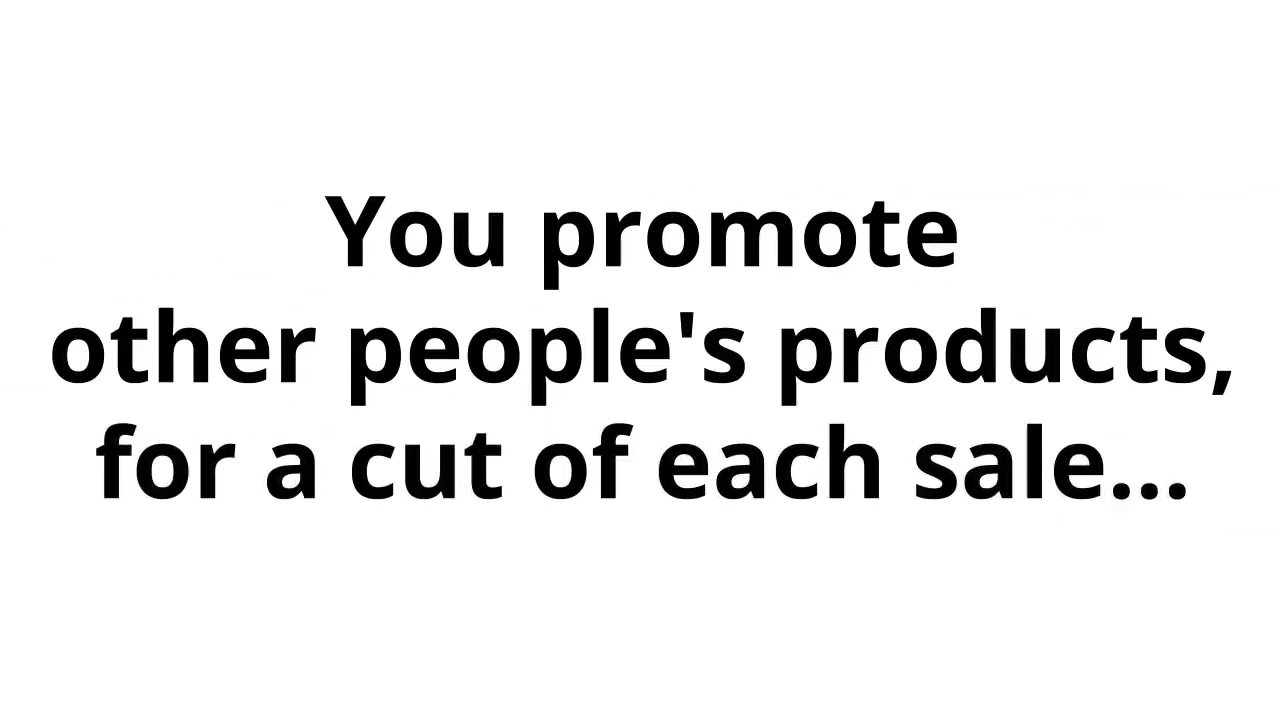 You promote
other people's products,
for a cut of each sale...